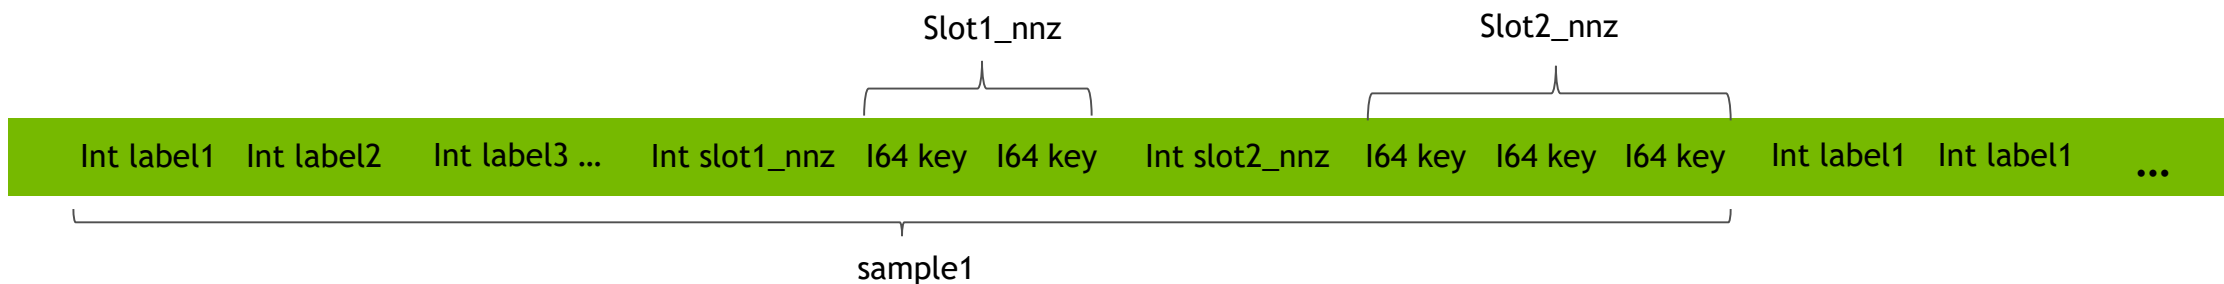 Slot1_nnz Slot2_nnz
Int label1 Int label2 Int label3 ... Int slot1_nnz I64 key I64 key Int slot2_nnz I64 key I64 key I64 key Int label1 Int label1 ...
sample1